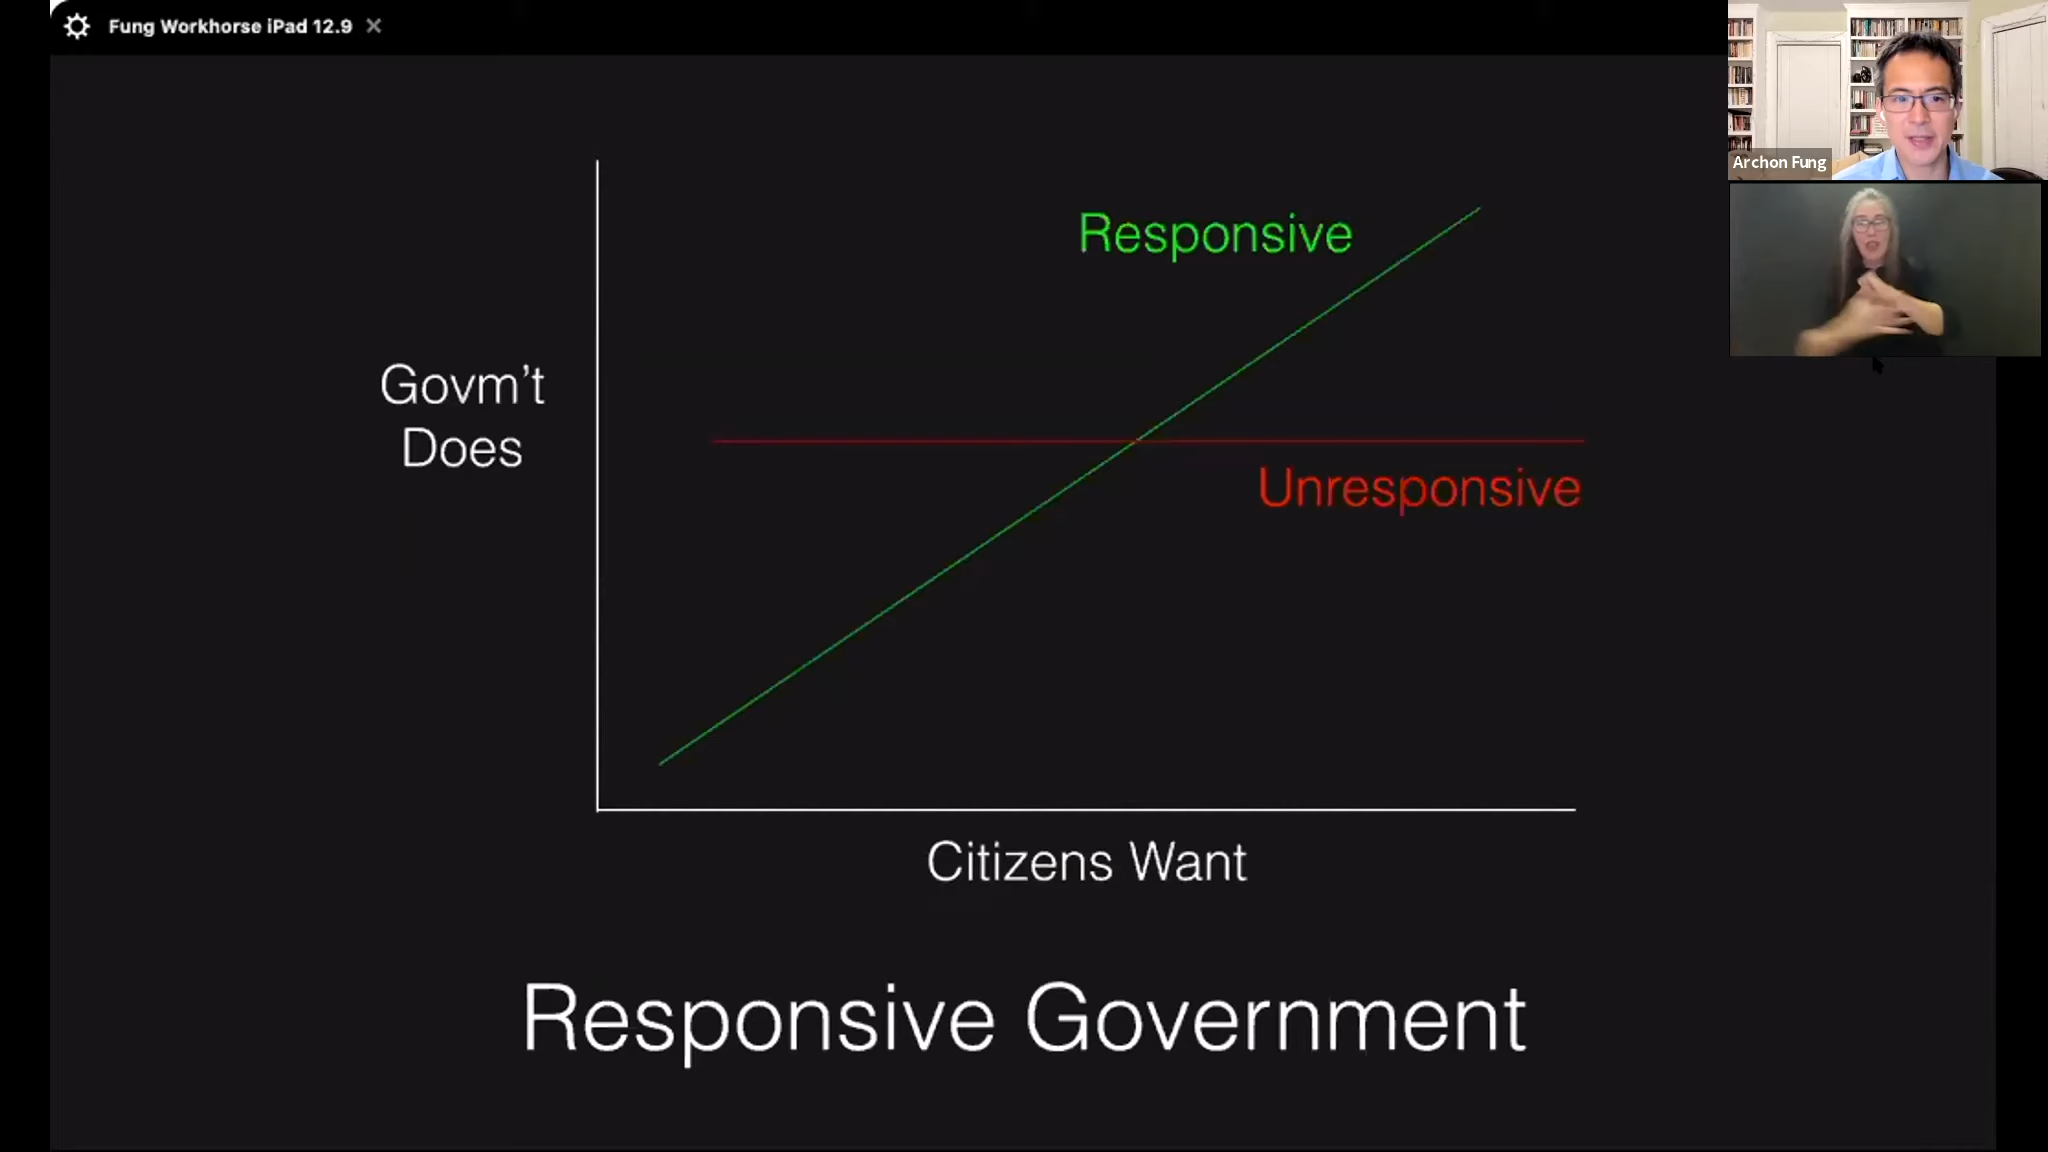 Fung Workhorse iPad 12.9
Archon Fung
Responsive
Govm't
Does
Unresponsive
Citizens Want
Responsive Government